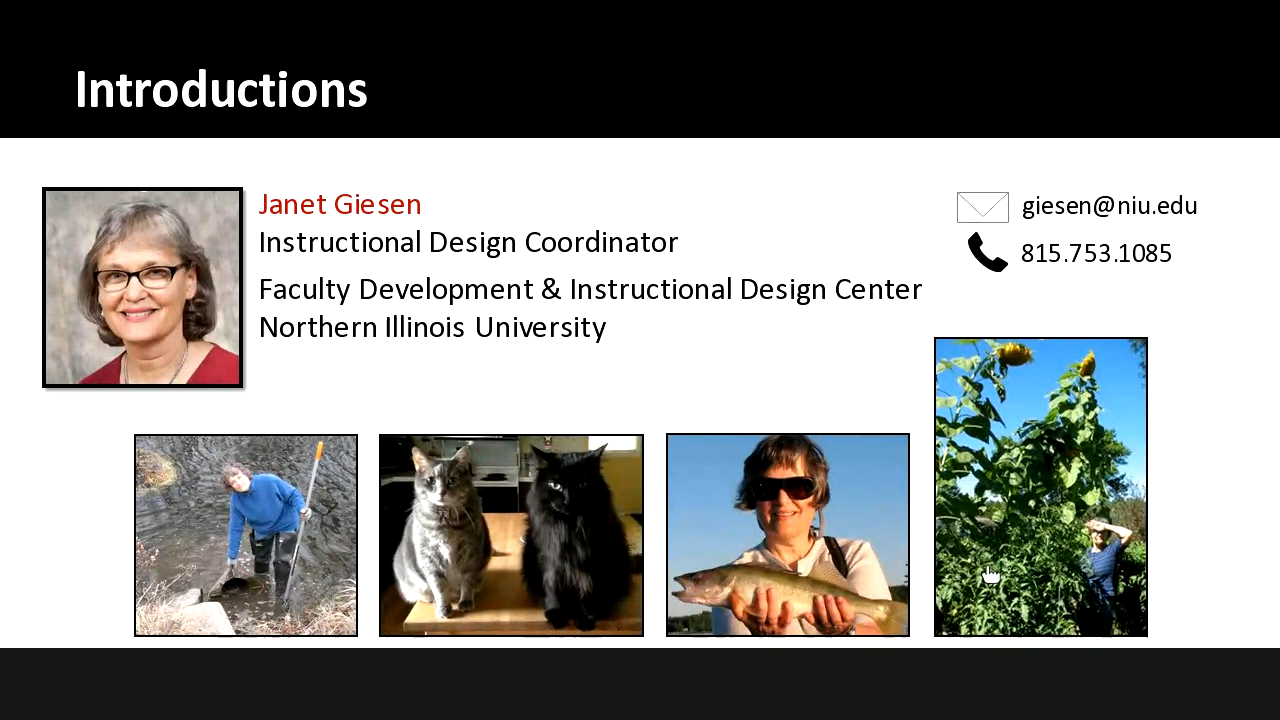 Introductions
Janet Giesen
Instructional Design Coordinator
Faculty Development & Instructional Design Center
Northern Illinois University
giesen@niu.edu
815.753.1085